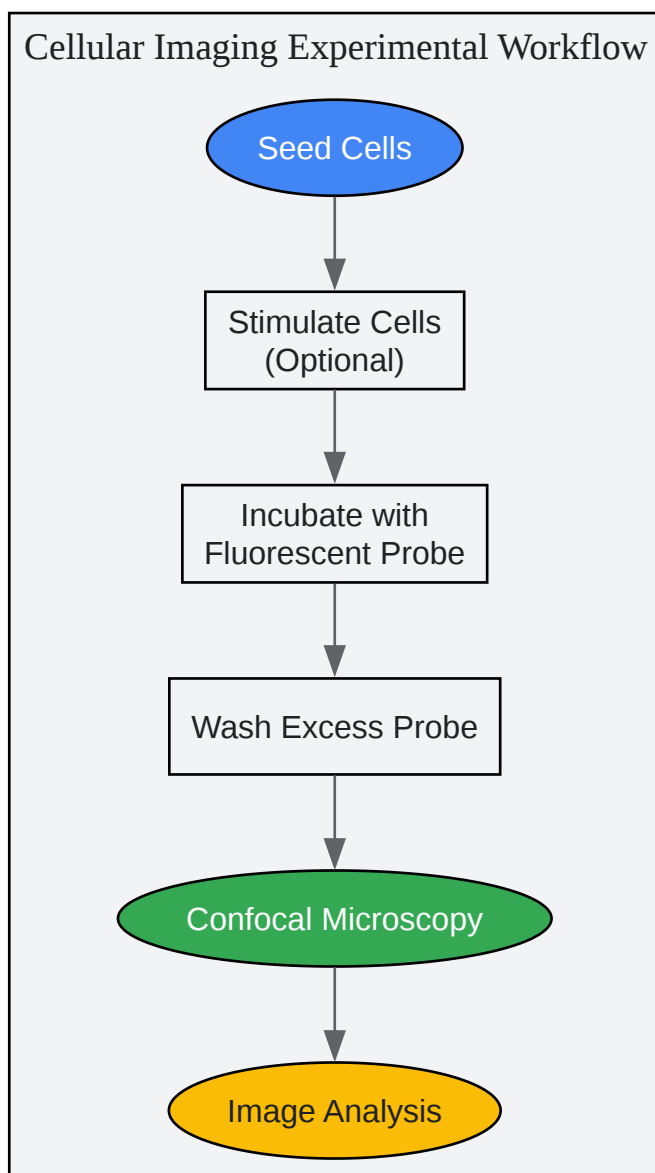 Cellular Imaging Experimental Workflow
Seed Cells
Stimulate Cells
(Optional)
Incubate with
Fluorescent Probe
Wash Excess Probe
Confocal Microscopy
Image Analysis